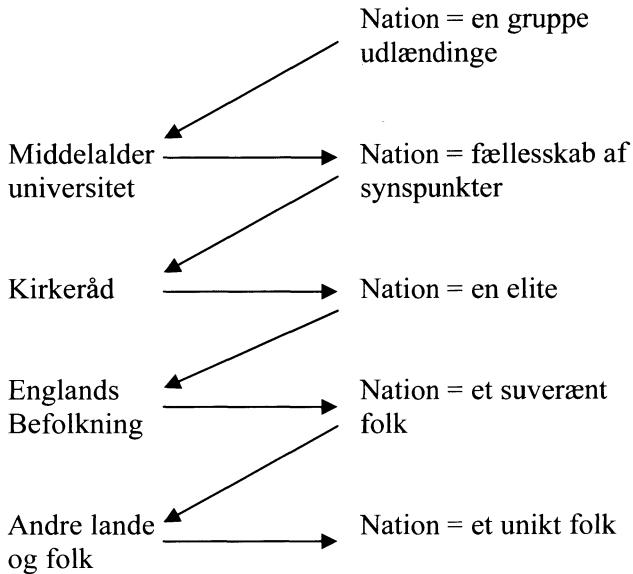 Nation = en gruppe
udlændinge
Middelalder
universitet
Nation = fællesskab af
synspunkter
Kirkeråd
Nation = en elite
Englands
Befolkning
Nation = et suverænt
folk
Andre lande
og folk
Nation = et unikt folk